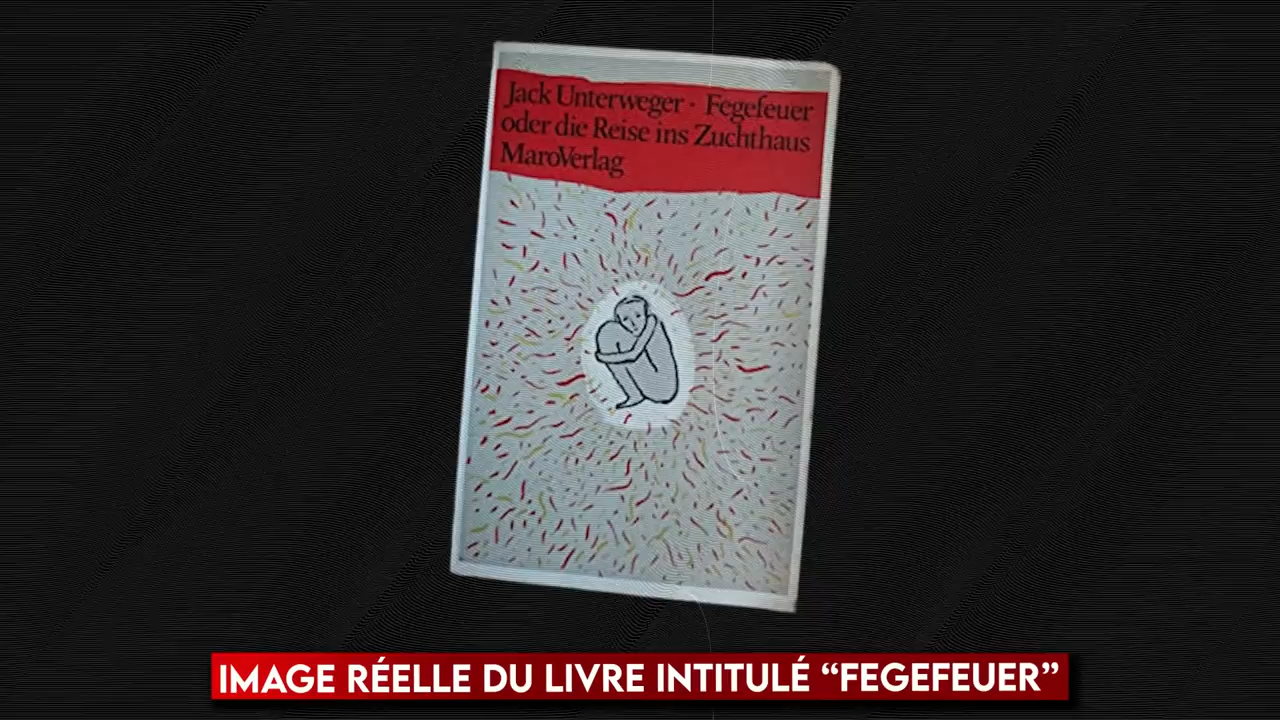 Jack Unterweger · Fegefeuer
oder die Reise ins Zuchthaus
MaroVerlag
IMAGE RÉELLE DU LIVRE INTITULÉ “FEGEFEUER”